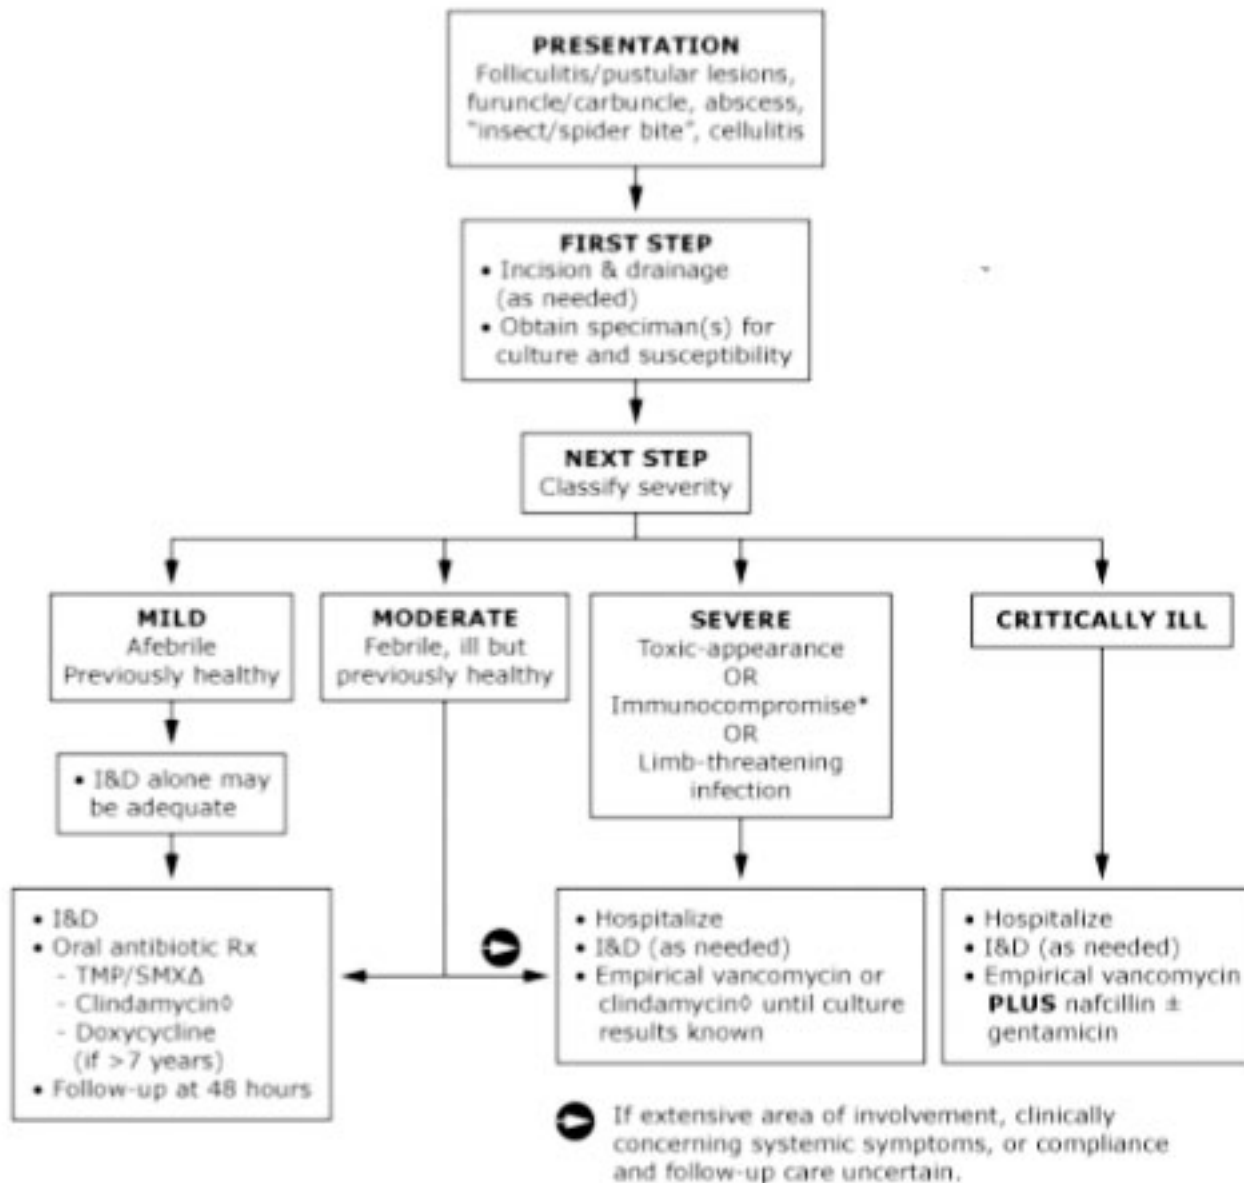 PRESENTATION
Folliculitis/pustular lesions,
furuncle/carbuncle, abscess,
"insect/spider bite", cellulitis
FIRST STEP
• Incision & drainage
(as needed)
• Obtain speciman(s) for
culture and susceptibility
NEXT STEP
Classify severity
MILD
Afebrile
Previously healthy
MODERATE
Febrile, ill but
previously healthy
SEVERE
Toxic-appearance
OR
Immunocompromise*
OR
Limb-threatening
infection
CRITICALLY ILL
• I&D alone may
be adequate
• I&D
• Oral antibiotic Rx
- TMP/SMXΔ
- Clindamycin◊
- Doxycycline
(if >7 years)
• Follow-up at 48 hours
• Hospitalize
• I&D (as needed)
• Empirical vancomycin or
clindamycin◊ until culture
results known
• Hospitalize
• I&D (as needed)
• Empirical vancomycin
PLUS nafcillin ±
gentamicin
If extensive area of involvement, clinically
concerning systemic symptoms, or compliance
and follow-up care uncertain.